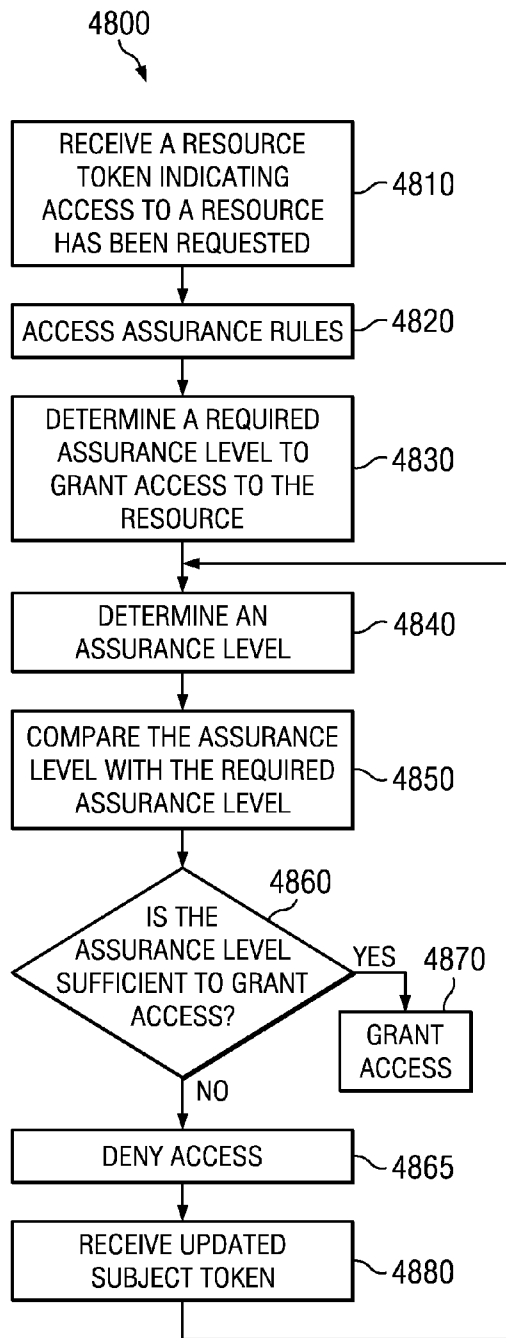 4800
RECEIVE A RESOURCE
TOKEN INDICATING
ACCESS TO A RESOURCE
HAS BEEN REQUESTED
4810
ACCESS ASSURANCE RULES
4820
DETERMINE A REQUIRED
ASSURANCE LEVEL TO
GRANT ACCESS TO THE
RESOURCE
4830
DETERMINE AN
ASSURANCE LEVEL
4840
COMPARE THE ASSURANCE
LEVEL WITH THE REQUIRED
ASSURANCE LEVEL
4850
4860
IS THE
ASSURANCE LEVEL
SUFFICIENT TO GRANT
ACCESS?
YES
4870
GRANT
ACCESS
NO
DENY ACCESS
4865
RECEIVE UPDATED
SUBJECT TOKEN
4880